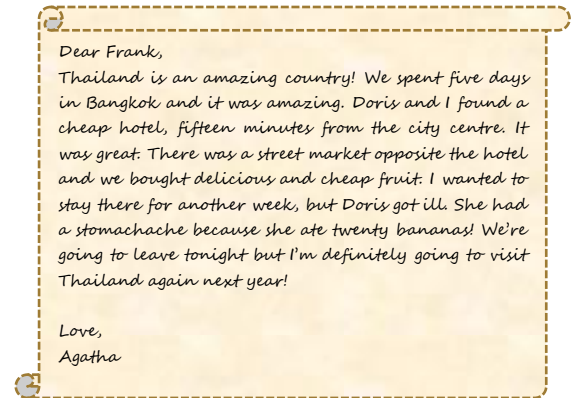 Dear Frank,
Thailand is an amazing country! We spent five days
in Bangkok and it was amazing. Doris and I found a
cheap hotel, fifteen minutes from the city centre. It
was great. There was a street market opposite the hotel
and we bought delicious and cheap fruit. I wanted to
stay there for another week, but Doris got ill. She had
a stomachache because she ate twenty bananas! We're
going to leave tonight but I'm definitely going to visit
Thailand again next year!
Love,
Agatha